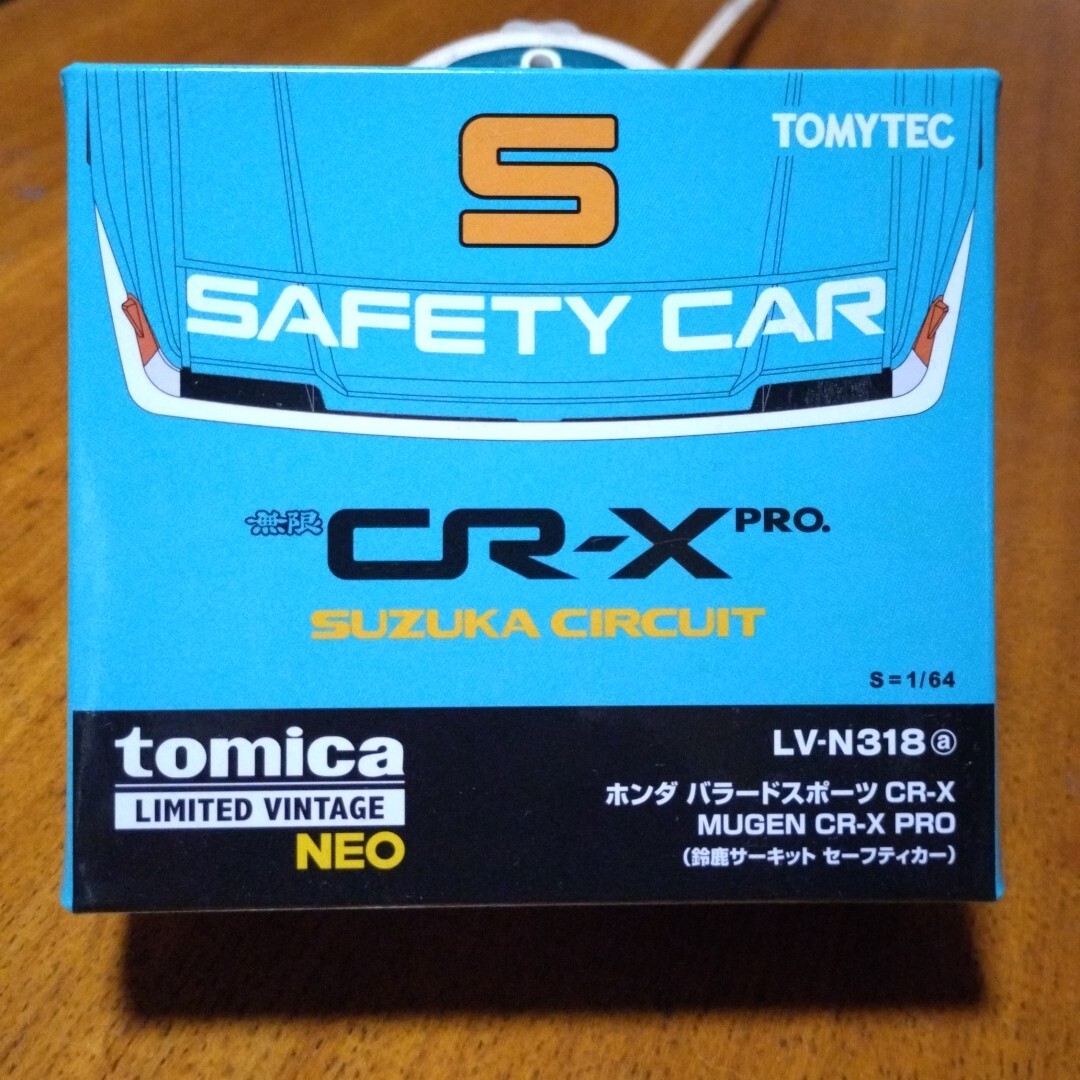 S
TOMYTEC
SAFETY CAR
無限 CR-X PRO.
SUZUKA CIRCUIT
S=1/64
tomica
LIMITED VINTAGE
NEO
LV-N318ⓐ
ホンダ バラードスポーツ CR-X
MUGEN CR-X PRO
(鈴鹿サーキット セーフティカー)